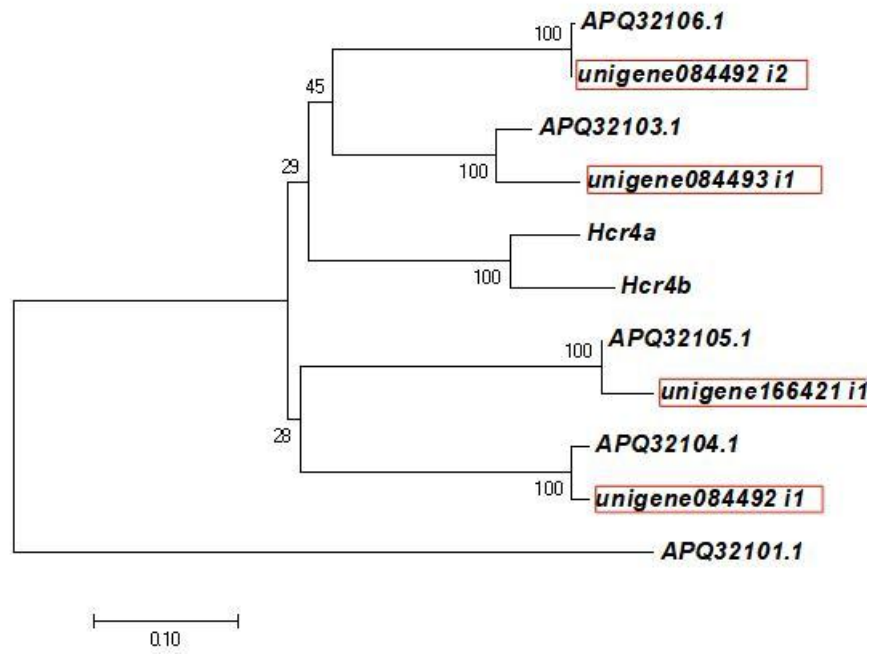 APQ32106.1
100
unigene084492 i2
45
APQ32103.1
29
100
unigene084493 i1
Hcr4a
100
Hcr4b
APQ32105.1
100
unigene166421 i1
28
APQ32104.1
100
unigene084492 i1
APQ32101.1
0.10